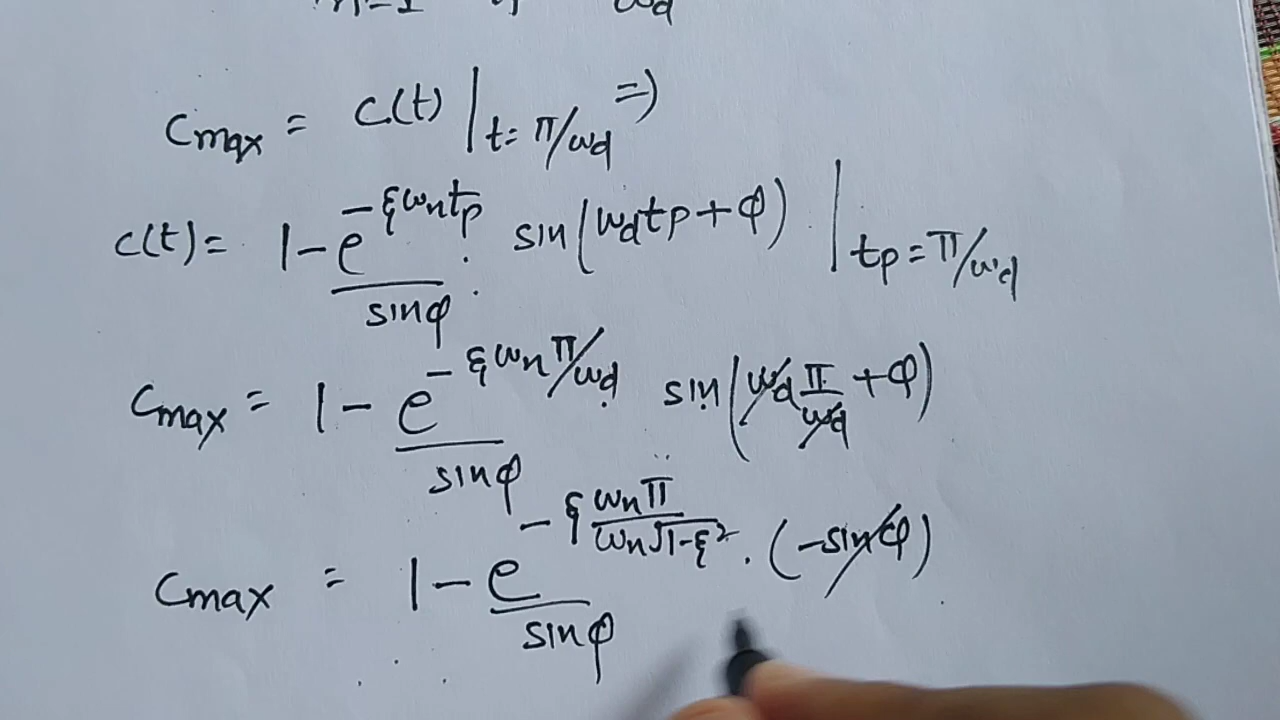 Cmax = C(t) | t= π/ωd ⇒
c(t)= 1 - e^(-ξωntp) / sinφ . sin(ωdtp+φ) | tp = π/ωd
Cmax = 1 - e^(-ξωnπ/ωd) / sinφ sin(ωd π/ωd + φ)
Cmax = 1 - e^(-ξ ωnπ/ωn√1-ξ²) / sinφ . (-sinφ)